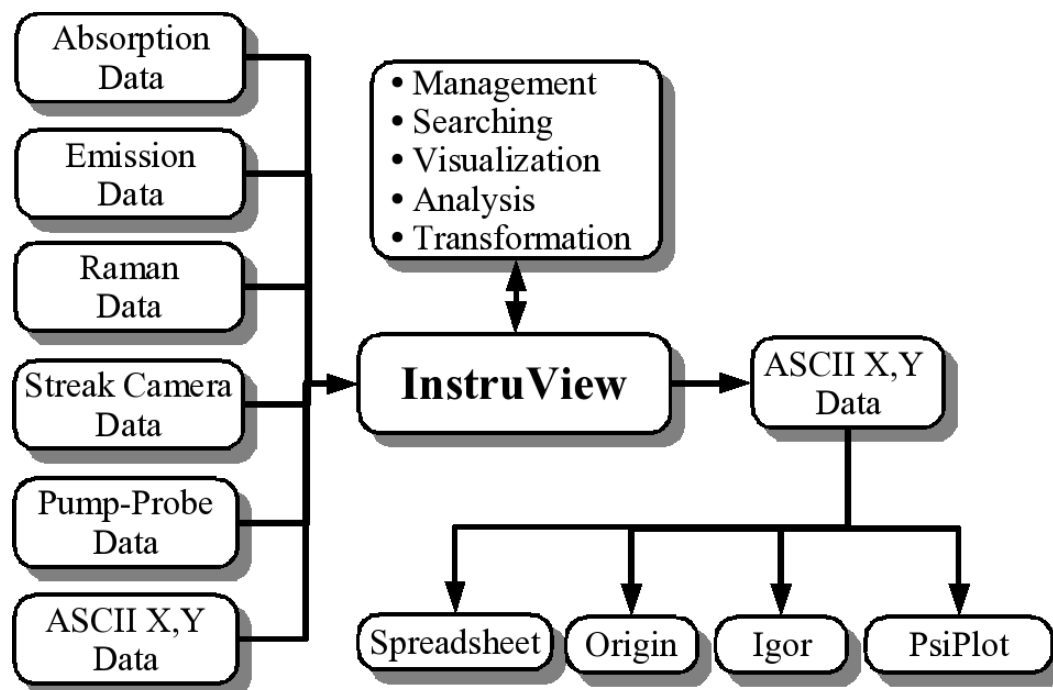 Absorption
Data
Emission
Data
Raman
Data
Streak Camera
Data
Pump-Probe
Data
ASCII X,Y
Data
• Management
• Searching
• Visualization
• Analysis
• Transformation
InstruView
ASCII X,Y
Data
Spreadsheet
Origin
Igor
PsiPlot